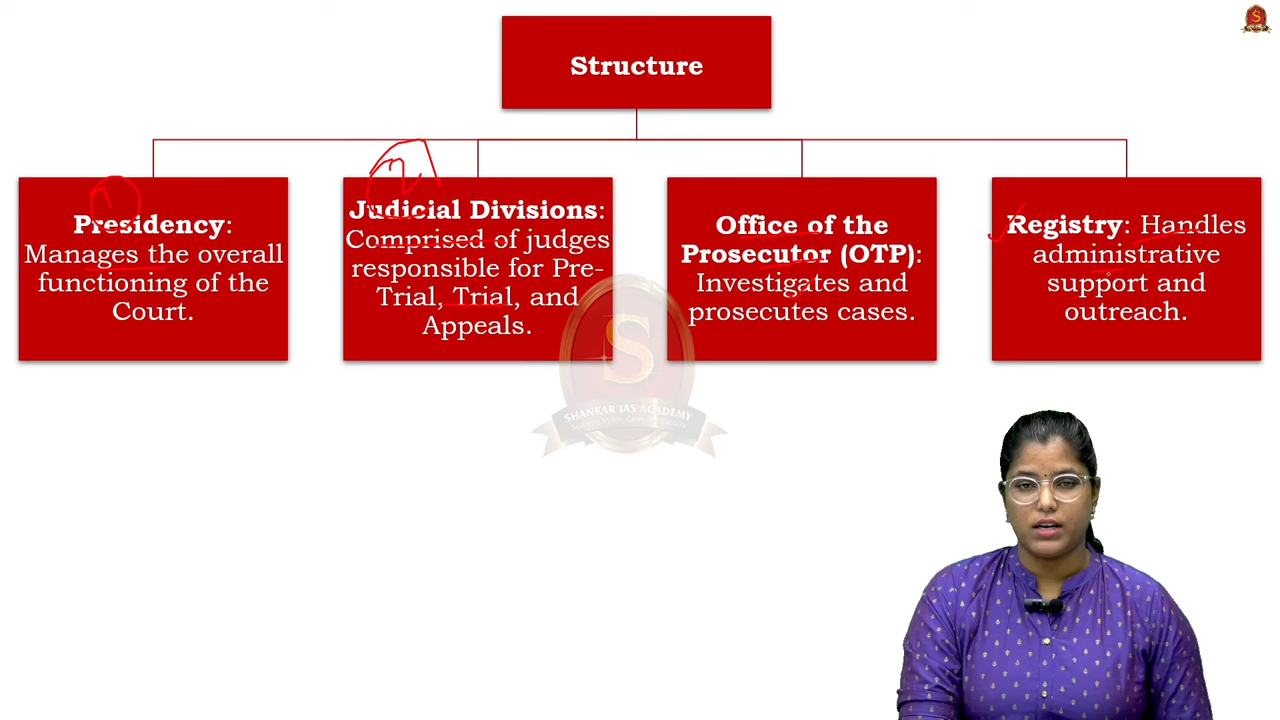 Structure
Presidency:
Manages the overall
functioning of the
Court.
Judicial Divisions:
Comprised of judges
responsible for Pre-
Trial, Trial, and
Appeals.
Office of the
Prosecutor (OTP):
Investigates and
prosecutes cases.
Registry: Handles
administrative
support and
outreach.
S
SHANKAR IAS ACADEMY